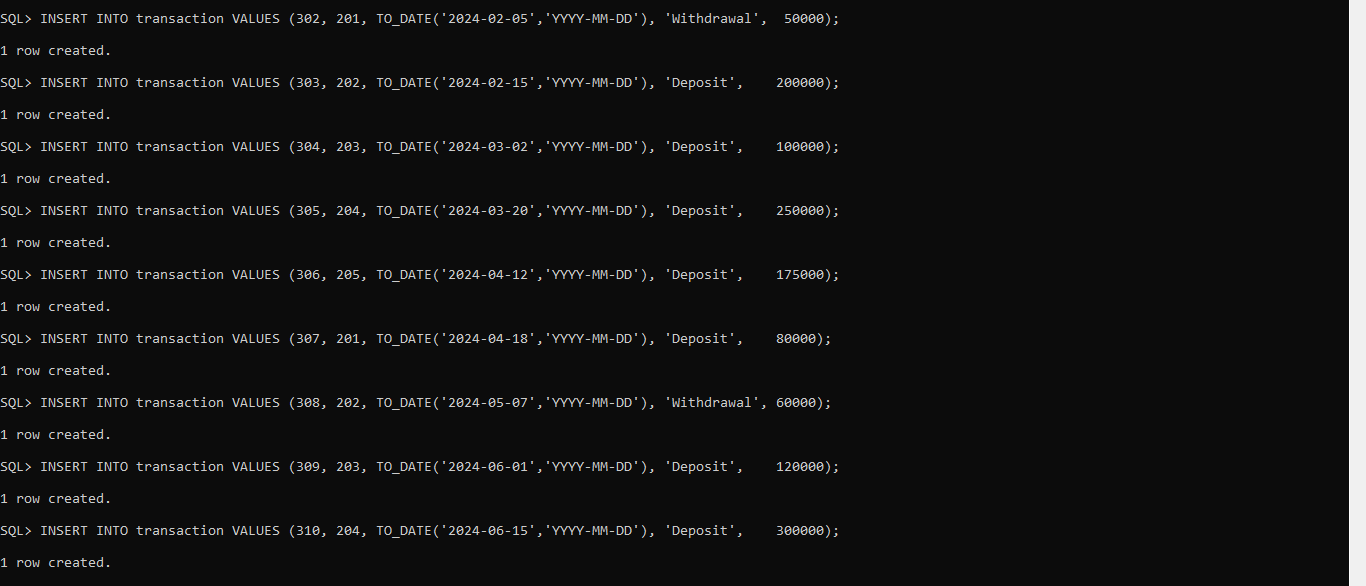 SQL> INSERT INTO transaction VALUES (302, 201, TO_DATE('2024-02-05','YYYY-MM-DD'), 'Withdrawal',  50000);
1 row created.
SQL> INSERT INTO transaction VALUES (303, 202, TO_DATE('2024-02-15','YYYY-MM-DD'), 'Deposit',    200000);
1 row created.
SQL> INSERT INTO transaction VALUES (304, 203, TO_DATE('2024-03-02','YYYY-MM-DD'), 'Deposit',    100000);
1 row created.
SQL> INSERT INTO transaction VALUES (305, 204, TO_DATE('2024-03-20','YYYY-MM-DD'), 'Deposit',    250000);
1 row created.
SQL> INSERT INTO transaction VALUES (306, 205, TO_DATE('2024-04-12','YYYY-MM-DD'), 'Deposit',    175000);
1 row created.
SQL> INSERT INTO transaction VALUES (307, 201, TO_DATE('2024-04-18','YYYY-MM-DD'), 'Deposit',    80000);
1 row created.
SQL> INSERT INTO transaction VALUES (308, 202, TO_DATE('2024-05-07','YYYY-MM-DD'), 'Withdrawal', 60000);
1 row created.
SQL> INSERT INTO transaction VALUES (309, 203, TO_DATE('2024-06-01','YYYY-MM-DD'), 'Deposit',    120000);
1 row created.
SQL> INSERT INTO transaction VALUES (310, 204, TO_DATE('2024-06-15','YYYY-MM-DD'), 'Deposit',    300000);
1 row created.